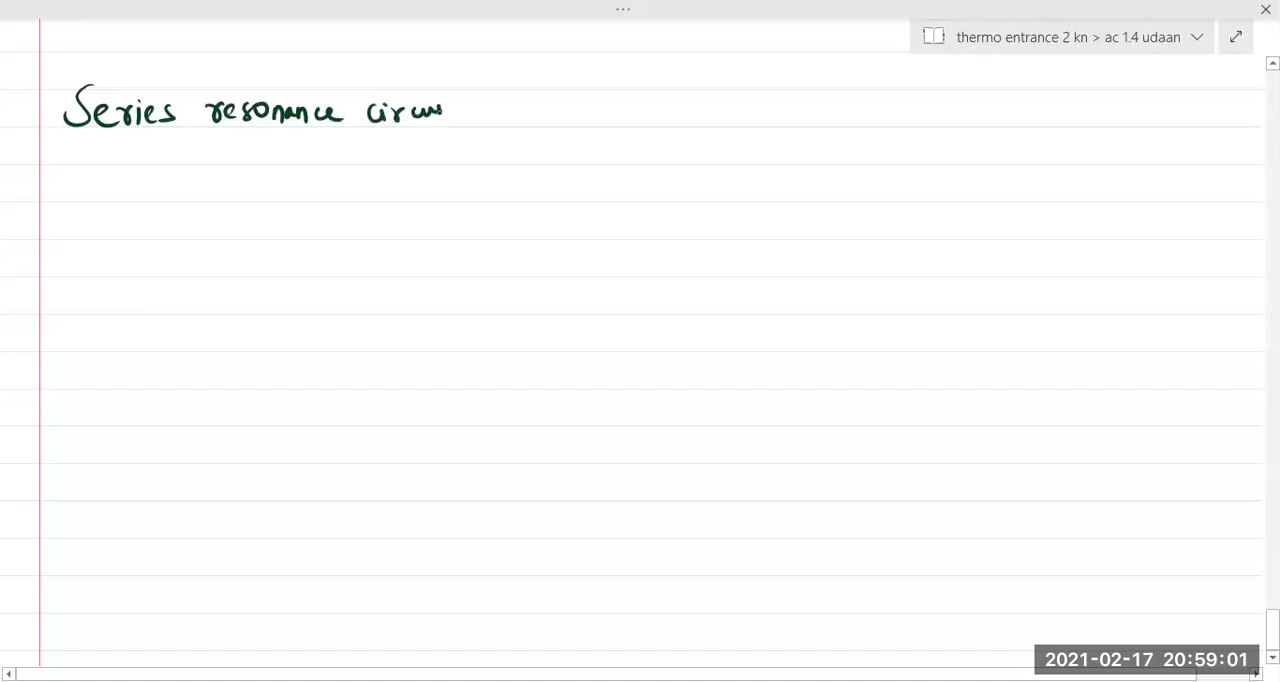 ...
thermo entrance 2 kn > ac 1.4 udaan
Series resonance circu
2021-02-17 20:59:01